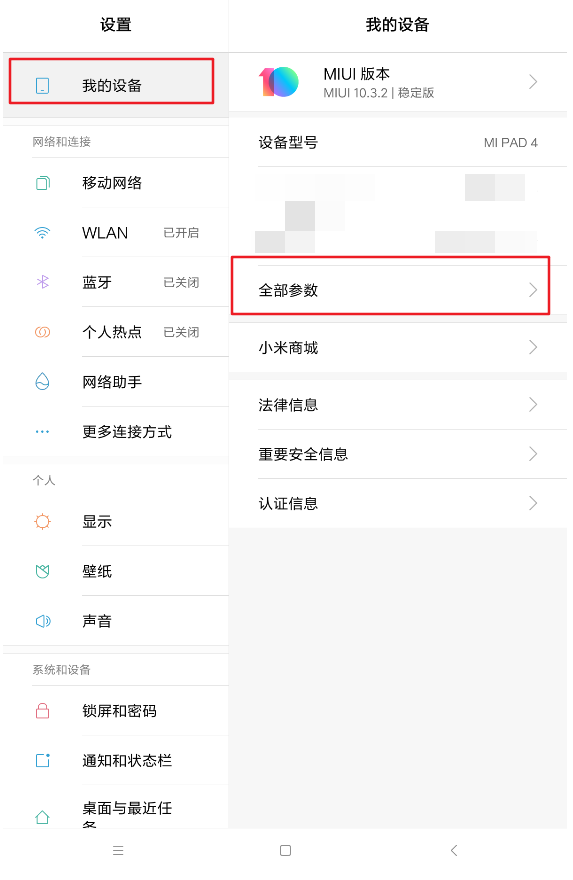 设置
我的设备
网络和连接
移动网络
WLAN 已开启
蓝牙 已关闭
个人热点 已关闭
网络助手
更多连接方式
个人
显示
壁纸
声音
系统和设备
锁屏和密码
通知和状态栏
桌面与最近任
务
我的设备
MIUI 版本
MIUI 10.3.2 | 稳定版
设备型号 MI PAD 4
全部参数
小米商城
法律信息
重要安全信息
认证信息